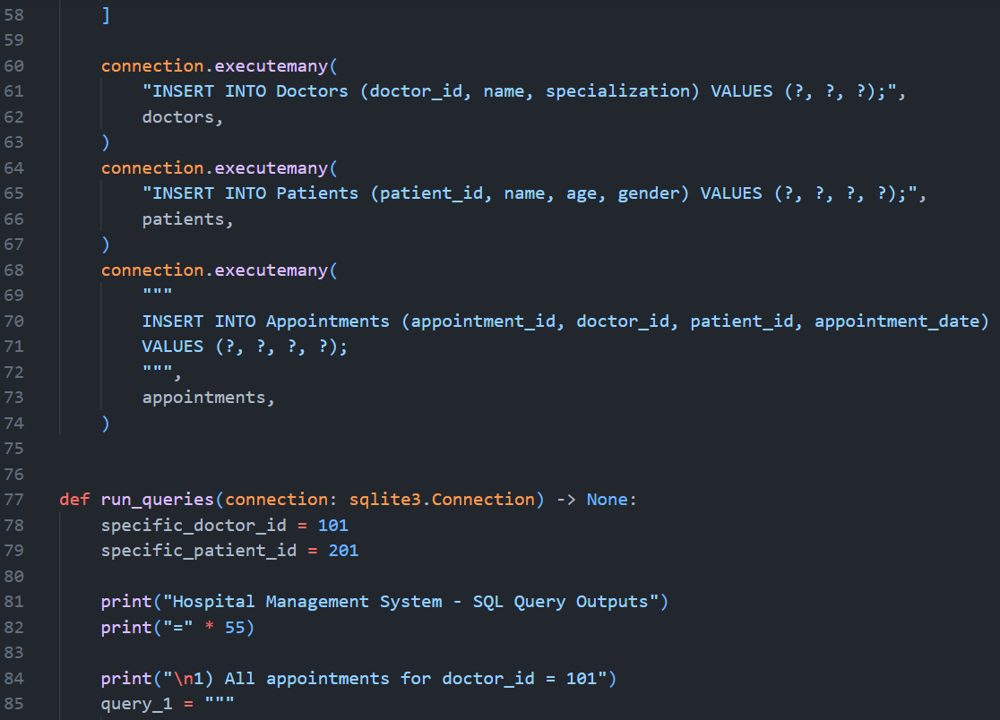 58 ]
59
60 connection.executemany(
61 "INSERT INTO Doctors (doctor_id, name, specialization) VALUES (?, ?, ?);",
62 doctors,
63 )
64 connection.executemany(
65 "INSERT INTO Patients (patient_id, name, age, gender) VALUES (?, ?, ?, ?);",
66 patients,
67 )
68 connection.executemany(
69 """
70 INSERT INTO Appointments (appointment_id, doctor_id, patient_id, appointment_date)
71 VALUES (?, ?, ?, ?);
72 """,
73 appointments,
74 )
75
76
77 def run_queries(connection: sqlite3.Connection) -> None:
78 specific_doctor_id = 101
79 specific_patient_id = 201
80
81 print("Hospital Management System - SQL Query Outputs")
82 print("=" * 55)
83
84 print("\n1) All appointments for doctor_id = 101")
85 query_1 = """